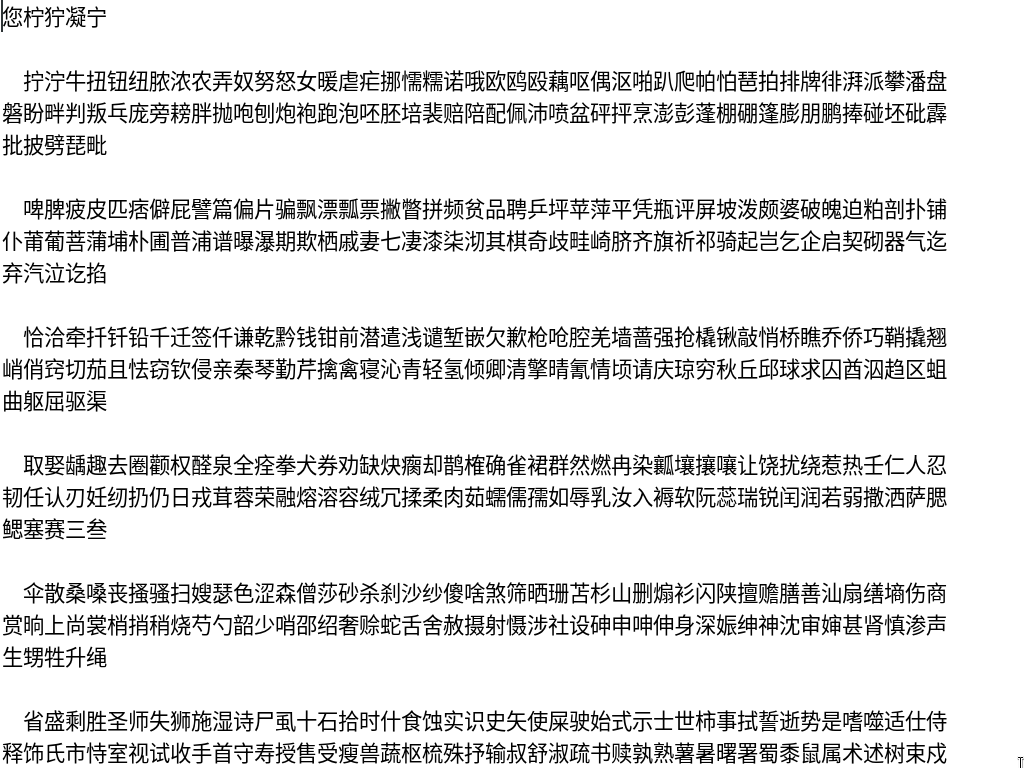 您柠狞凝宁
拧泞牛扭钮纽脓浓农弄奴努怒女暖虐疟挪懦糯诺哦欧鸥殴藕呕偶沤啪趴爬帕怕琶拍排牌徘湃派攀潘盘
磐盼畔判叛乓庞旁耪胖抛咆刨炮袍跑泡呸胚培裴赔陪配佩沛喷盆砰抨烹澎彭蓬棚硼篷膨朋鹏捧碰坯砒霹
批披劈琵毗
啤脾疲皮匹痞僻屁譬篇偏片骗飘漂瓢票撇瞥拼频贫品聘乒坪苹萍平凭瓶评屏坡泼颇婆破魄迫粕剖扑铺
仆莆葡菩蒲埔朴圃普浦谱曝瀑期欺栖戚妻七凄漆柒沏其棋奇歧畦崎脐齐旗祈祁骑起岂乞企启契砌器气迄
弃汽泣讫掐
恰洽牵扦钎铅千迁签仟谦乾黔钱钳前潜遣浅谴堑嵌欠歉枪呛腔羌墙蔷强抢橇锹敲悄桥瞧乔侨巧鞘撬翘
峭俏窍切茄且怯窃钦侵亲秦琴勤芹擒禽寝沁青轻氢倾卿清擎晴氰情顷请庆琼穷秋丘邱球求囚酋泅趋区蛆
曲躯屈驱渠
取娶龋趣去圈颧权醛泉全痊拳犬券劝缺炔瘸却鹊榷确雀裙群然燃冉染瓤壤攘嚷让饶扰绕惹热壬仁人忍
韧任认刃妊纫扔仍日戎茸蓉荣融熔溶容绒冗揉柔肉茹蠕儒孺如辱乳汝入褥软阮蕊瑞锐闰润若弱撒洒萨腮
鳃塞赛三叁
伞散桑嗓丧搔骚扫嫂瑟色涩森僧莎砂杀刹沙纱傻啥煞筛晒珊苫杉山删煽衫闪陕擅赡膳善汕扇缮墒伤商
赏晌上尚裳梢捎稍烧芍勺韶少哨邵绍奢赊蛇舌舍赦摄射慑涉社设砷申呻伸身深娠绅神沈审婶甚肾慎渗声
生甥牲升绳
省盛剩胜圣师失狮施湿诗尸虱十石拾时什食蚀实识史矢使屎驶始式示士世柿事拭誓逝势是嗜噬适仕侍
释饰氏市恃室视试收手首守寿授售受瘦兽蔬枢梳殊抒输叔舒淑疏书赎孰熟薯暑曙署蜀黍鼠属术述树束戍